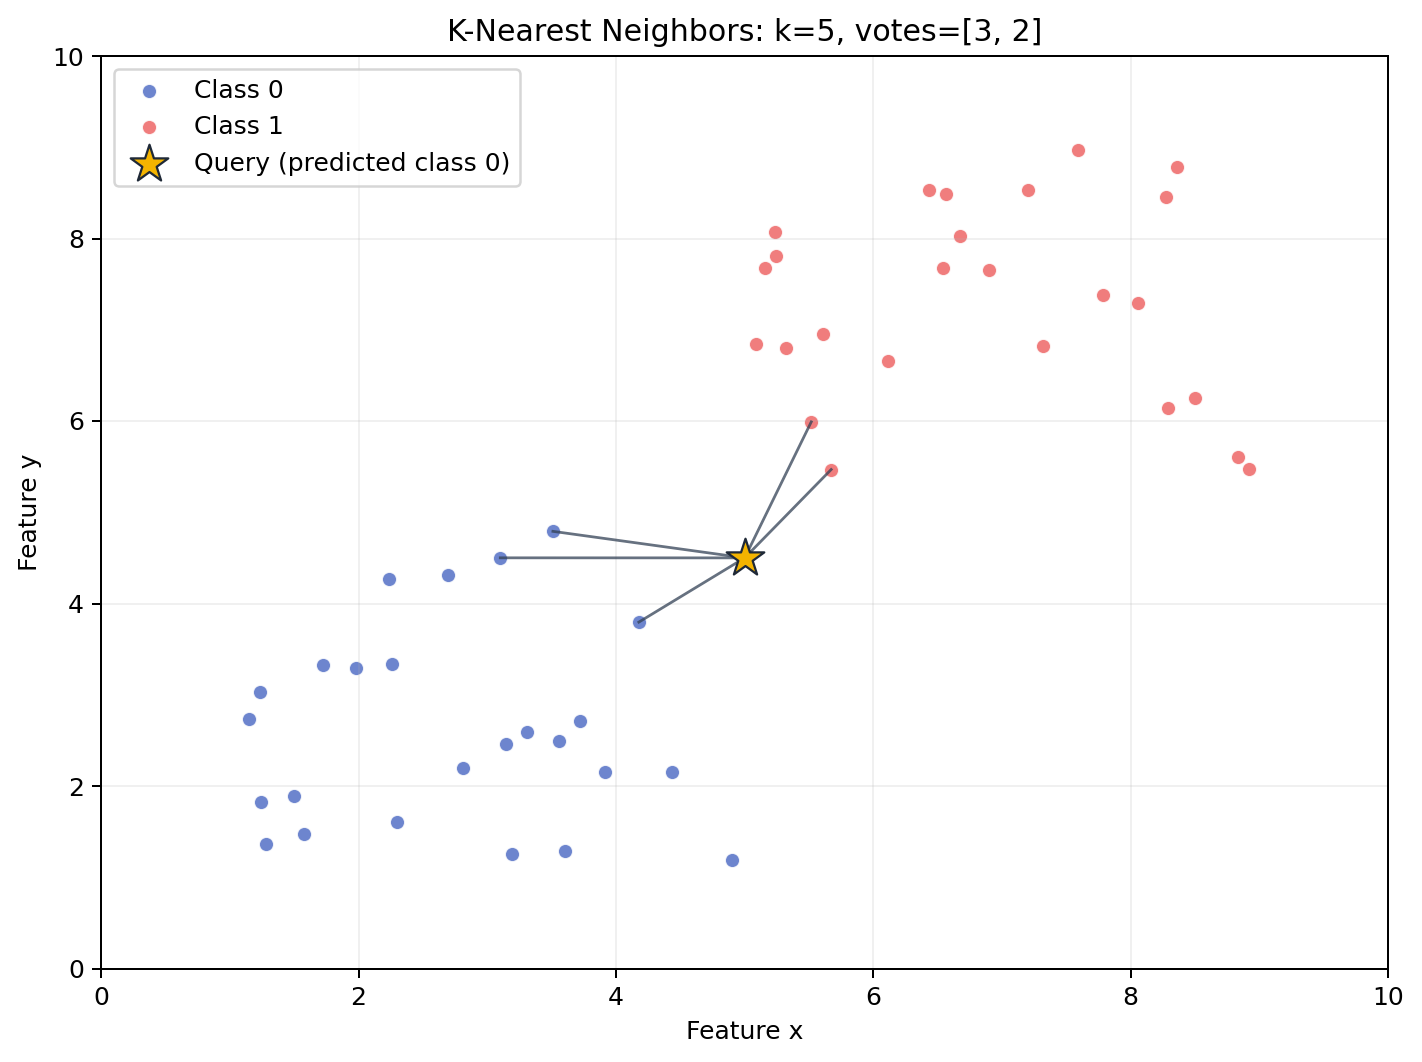 K-Nearest Neighbors: k=5, votes=[3, 2]
Class 0
Class 1
Query (predicted class 0)
10
8
6
4
2
0
Feature y
0 2 4 6 8 10
Feature x